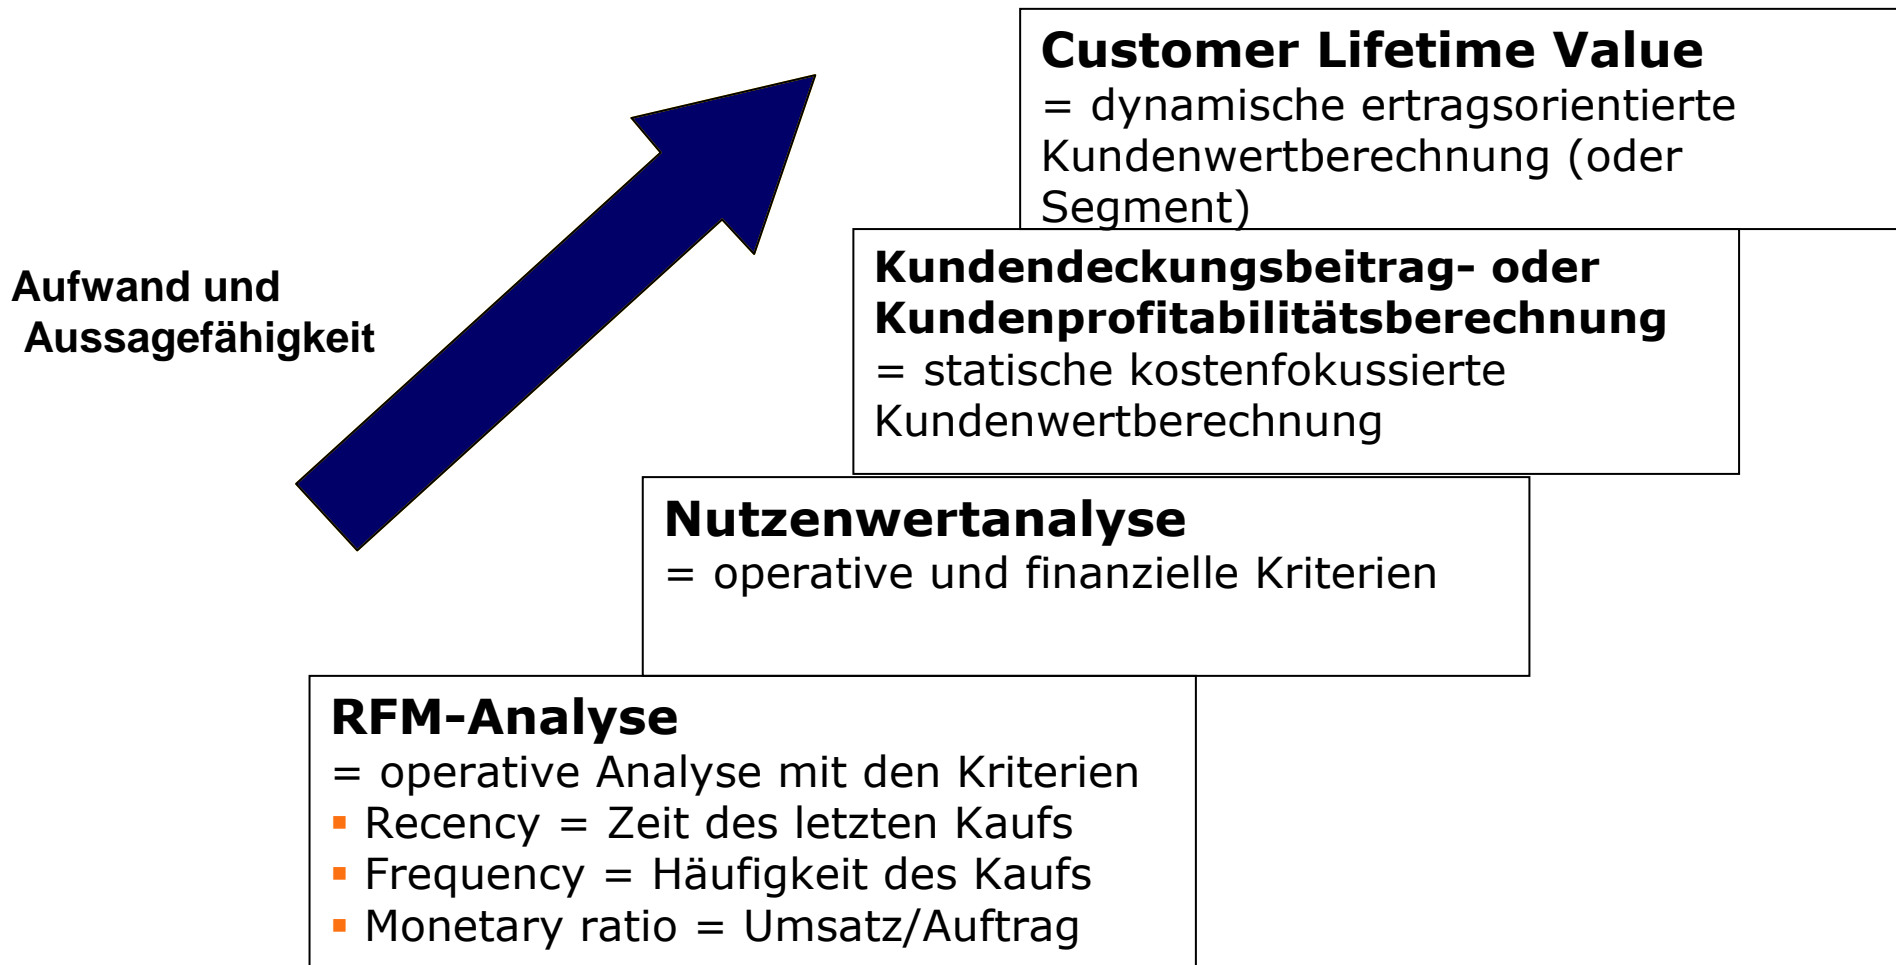 Customer Lifetime Value
= dynamische ertragsorientierte
Kundenwertberechnung (oder
Segment)
Kundendeckungsbeitrag- oder
Kundenprofitabilitätsberechnung
= statische kostenfokussierte
Kundenwertberechnung
Aufwand und
Aussagefähigkeit
Nutzenwertanalyse
= operative und finanzielle Kriterien
RFM-Analyse
= operative Analyse mit den Kriterien
▪ Recency = Zeit des letzten Kaufs
▪ Frequency = Häufigkeit des Kaufs
▪ Monetary ratio = Umsatz/Auftrag